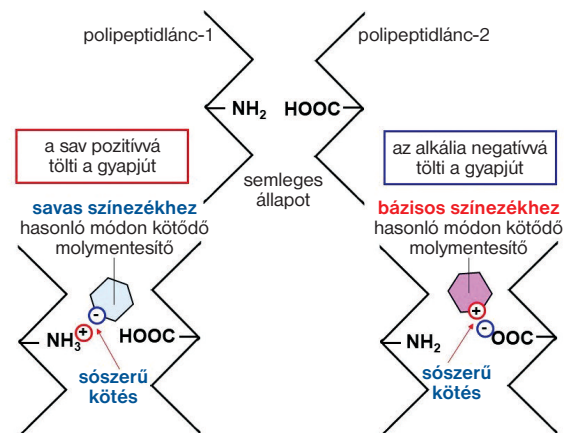 polipeptidlánc-1
polipeptidlánc-2
NH2
HOOC
a sav pozitívvá
tölti a gyapjút
semleges
állapot
az alkália negatívvá
tölti a gyapjút
savas színezékhez
hasonló módon kötődő
molymentesítő
-
+
NH3
HOOC
sószerű
kötés
bázisos színezékhez
hasonló módon kötődő
molymentesítő
+
-
NH2
OOC
sószerű
kötés